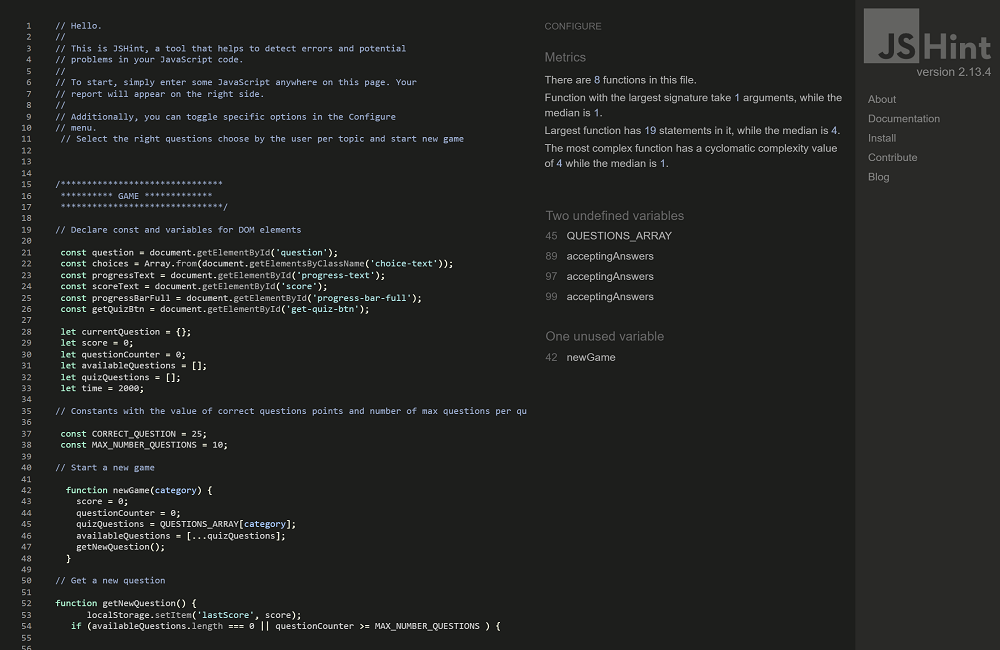 1 // Hello.
2 //
3 // This is JSHint, a tool that helps to detect errors and potential
4 // problems in your JavaScript code.
5 //
6 // To start, simply enter some JavaScript anywhere on this page. Your
7 // report will appear on the right side.
8 //
9 // Additionally, you can toggle specific options in the Configure
10 // menu.
11 // Select the right questions choose by the user per topic and start new game
12
13
14
15 /*******************************
16 ********** GAME *************
17 *******************************/
18
19 // Declare const and variables for DOM elements
20
21 const question = document.getElementById('question');
22 const choices = Array.from(document.getElementsByClassName('choice-text'));
23 const progressText = document.getElementById('progress-text');
24 const scoreText = document.getElementById('score');
25 const progressBarFull = document.getElementById('progress-bar-full');
26 const getQuizBtn = document.getElementById('get-quiz-btn');
27
28 let currentQuestion = {};
29 let score = 0;
30 let questionCounter = 0;
31 let availableQuestions = [];
32 let quizQuestions = [];
33 let time = 2000;
34
35 // Constants with the value of correct questions points and number of max questions per qu
36
37 const CORRECT_QUESTION = 25;
38 const MAX_NUMBER_QUESTIONS = 10;
39
40 // Start a new game
41
42 function newGame(category) {
43 score = 0;
44 questionCounter = 0;
45 quizQuestions = QUESTIONS_ARRAY[category];
46 availableQuestions = [...quizQuestions];
47 getNewQuestion();
48 }
49
50 // Get a new question
51
52 function getNewQuestion() {
53 localStorage.setItem('lastScore', score);
54 if (availableQuestions.length === 0 || questionCounter >= MAX_NUMBER_QUESTIONS ) {
55
56
CONFIGURE
Metrics
There are 8 functions in this file.
Function with the largest signature take 1 arguments, while the
median is 1.
Largest function has 19 statements in it, while the median is 4.
The most complex function has a cyclomatic complexity value
of 4 while the median is 1.
Two undefined variables
45 QUESTIONS_ARRAY
89 acceptingAnswers
97 acceptingAnswers
99 acceptingAnswers
One unused variable
42 newGame
JSHint
version 2.13.4
About
Documentation
Install
Contribute
Blog